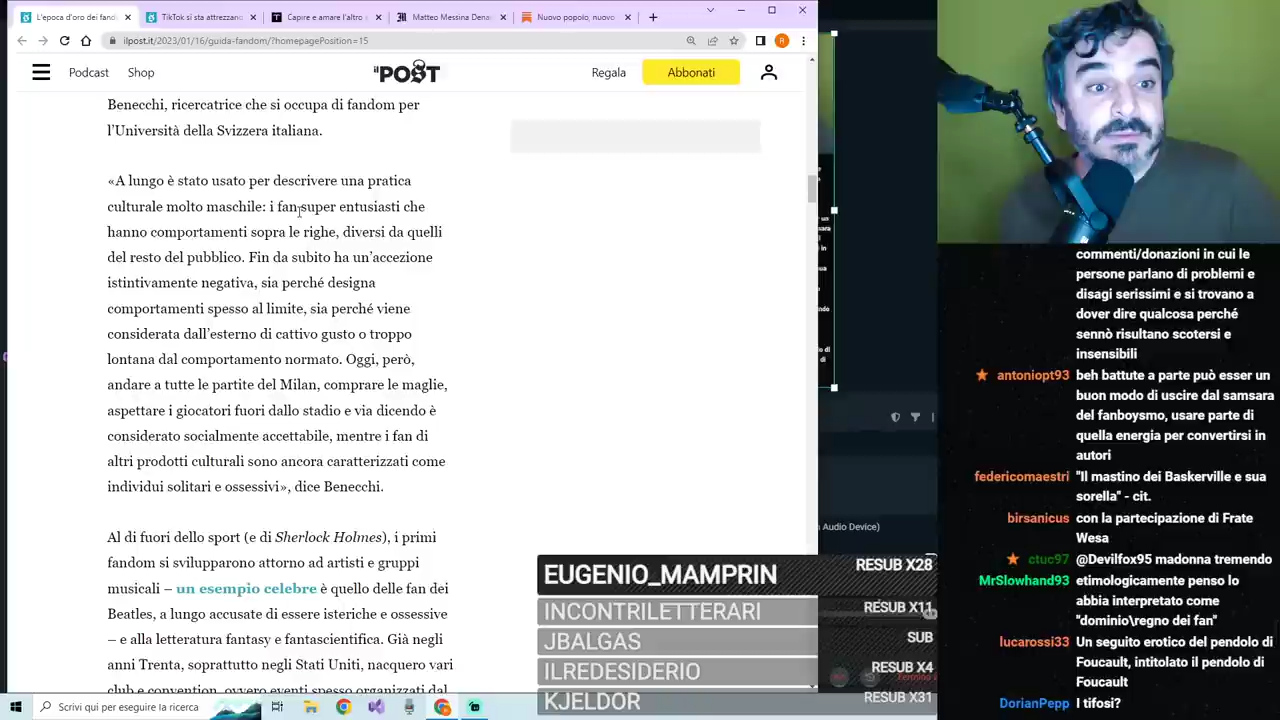 L'epoca d'oro dei fand
TikTok si sta attrezzand
Capire e amare l'altro
Matteo Messina Dena
Nuovo popolo, nuovo
ilpost.it/2023/01/16/guida-fandom/?homepagePosition=15
Podcast
Shop
il POST
Regala
Abbonati
Benecchi, ricercatrice che si occupa di fandom per
l'Università della Svizzera italiana.
«A lungo è stato usato per descrivere una pratica
culturale molto maschile: i fan super entusiasti che
hanno comportamenti sopra le righe, diversi da quelli
del resto del pubblico. Fin da subito ha un'accezione
istintivamente negativa, sia perché designa
comportamenti spesso al limite, sia perché viene
considerata dall'esterno di cattivo gusto o troppo
lontana dal comportamento normato. Oggi, però,
andare a tutte le partite del Milan, comprare le maglie,
aspettare i giocatori fuori dallo stadio e via dicendo è
considerato socialmente accettabile, mentre i fan di
altri prodotti culturali sono ancora caratterizzati come
individui solitari e ossessivi», dice Benecchi.
Al di fuori dello sport (e di Sherlock Holmes), i primi
fandom si svilupparono attorno ad artisti e gruppi
musicali – un esempio celebre è quello delle fan dei
Beatles, a lungo accusate di essere isteriche e ossessive
– e alla letteratura fantasy e fantascientifica. Già negli
anni Trenta, soprattutto negli Stati Uniti, nacquero vari
club e convention, ovvero eventi spesso organizzati dal
Scrivi qui per eseguire la ricerca
Audio Device)
EUGENIO_MAMPRIN RESUB X28
INCONTRILETTERARI RESUB X11
JBALGAS SUB
ILREDESIDERIO RESUB X4
KJELDOR RESUB X31
commenti/donazioni in cui le
persone parlano di problemi e
disagi serissimi e si trovano a
dover dire qualcosa perché
sennò risultano scotersi e
insensibili
antoniopt93 beh battute a parte può esser un
buon modo di uscire dal samsara
del fanboysmo, usare parte di
quella energia per convertirsi in
autori
federicomaestri "Il mastino dei Baskerville e sua
sorella" - cit.
birsanicus con la partecipazione di Frate
Wesa
ctuc97 @Devilfox95 madonna tremendo
MrSlowhand93 etimologicamente penso lo
abbia interpretato come
"dominio\regno dei fan"
lucarossi33 Un seguito erotico del pendolo di
Foucault, intitolato il pendolo di
Foucault
DorianPepp I tifosi?